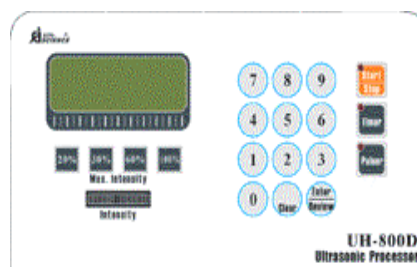 SCIENCE
7 8 9
Start
Stop
4 5 6
Timer
20% 30% 60% 100%
Max. Intensity
1 2 3
Pulser
Intensity
0 Clear Enter
Review
UH-800D
Ultrasonic Processor